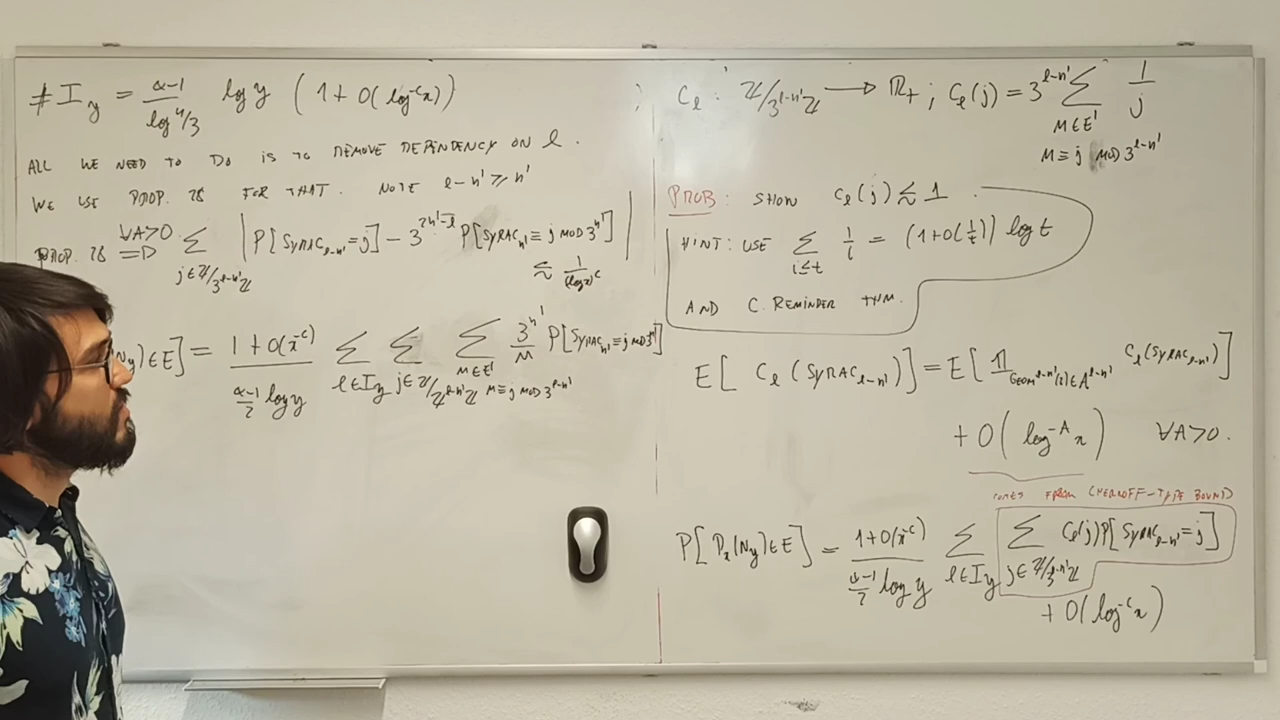 # I_y = (α-1)/(log 4/3) log y (1 + O(log^{-c} x))
ALL WE NEED TO DO IS TO REMOVE DEPENDENCY ON ℓ.
WE USE PROP. 28 FOR THAT. NOTE ℓ-n' ≥ n'
PROP. 28 ⟹ ∀A>0 Σ_{j∈ℤ/3^{ℓ-n'}ℤ} | P[SYRAC_{ℓ-n'}=j] - 3^{2n'-ℓ} P[SYRAC_{n'} ≡ j MOD 3^{n'}] |
≲ 1/(log x)^c
(N_y)∈E] = (1+O(x^{-c}))/((α-1)/2 log y) Σ_{ℓ∈I_y} Σ_{j∈ℤ/3^{ℓ-n'}ℤ} Σ_{M∈E' M≡j MOD 3^{ℓ-n'}} 3^{n'}/M P[SYRAC_{n'} ≡ j MOD 3^{n'}]
; C_ℓ : ℤ/3^{ℓ-n'}ℤ → ℝ_+ ; C_ℓ(j) = 3^{ℓ-n'} Σ_{M∈E' M≡j MOD 3^{ℓ-n'}} 1/j
PROB: SHOW C_ℓ(j) ≲ 1
HINT: USE Σ_{i≤t} 1/i = (1+O(1/t)) log t
AND C. REMINDER THM.
E[ C_ℓ(SYRAC_{ℓ-n'}) ] = E[ 𝟙_{GEOM^{ℓ-n'}(2)∈A^{ℓ-n'}} C_ℓ(SYRAC_{ℓ-n'}) ]
+ O(log^{-A} x) ∀A>0.
COMES FROM CHERNOFF-TYPE BOUND
P[P_x(N_y)∈E] = (1+O(x^{-c}))/((α-1)/2 log y) Σ_{ℓ∈I_y} Σ_{j∈ℤ/3^{ℓ-n'}ℤ} C_ℓ(j)P[SYRAC_{ℓ-n'}=j]
+ O(log^{-c} x)